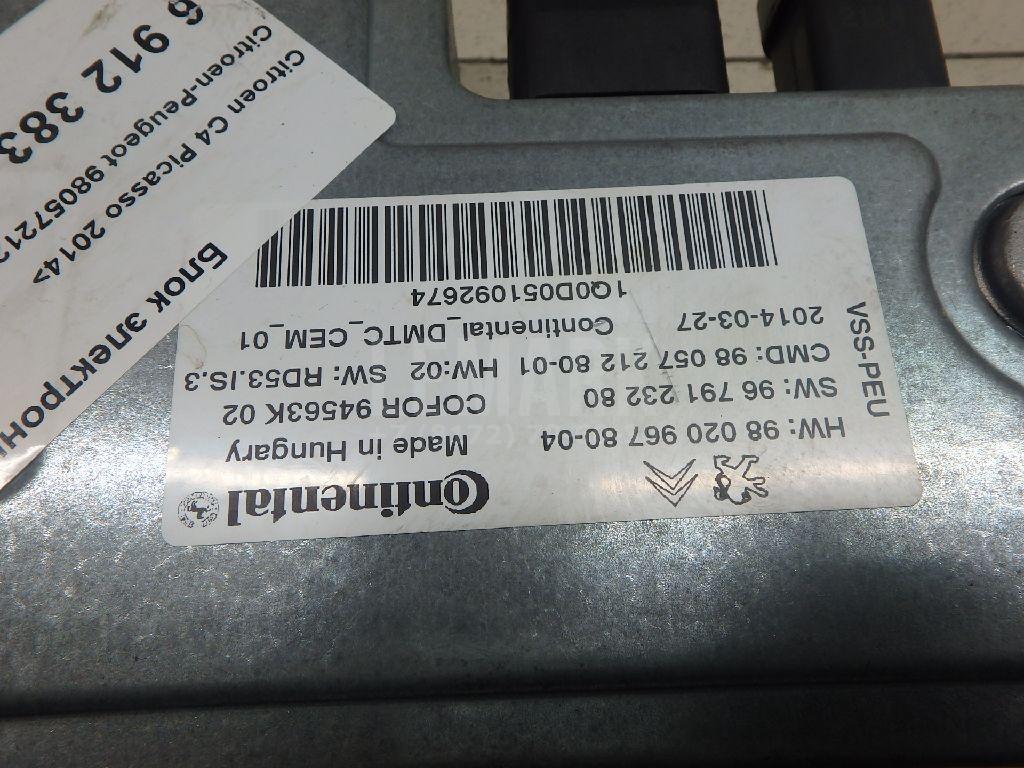 Continental
Made in Hungary
HW: 98 020 967 80-04
COFOR 94563K 02
SW: 96 791 232 80
HW:02 SW: RD53.IS.3
CMD: 98 057 212 80-01
Continental_DMTC_CEM_01
2014-03-27
VSS-PEU
1Q0D051092674
Блок электрон
Citroen C4 Picasso 2014>
Citroen-Peugeot 98057212
6 912 383